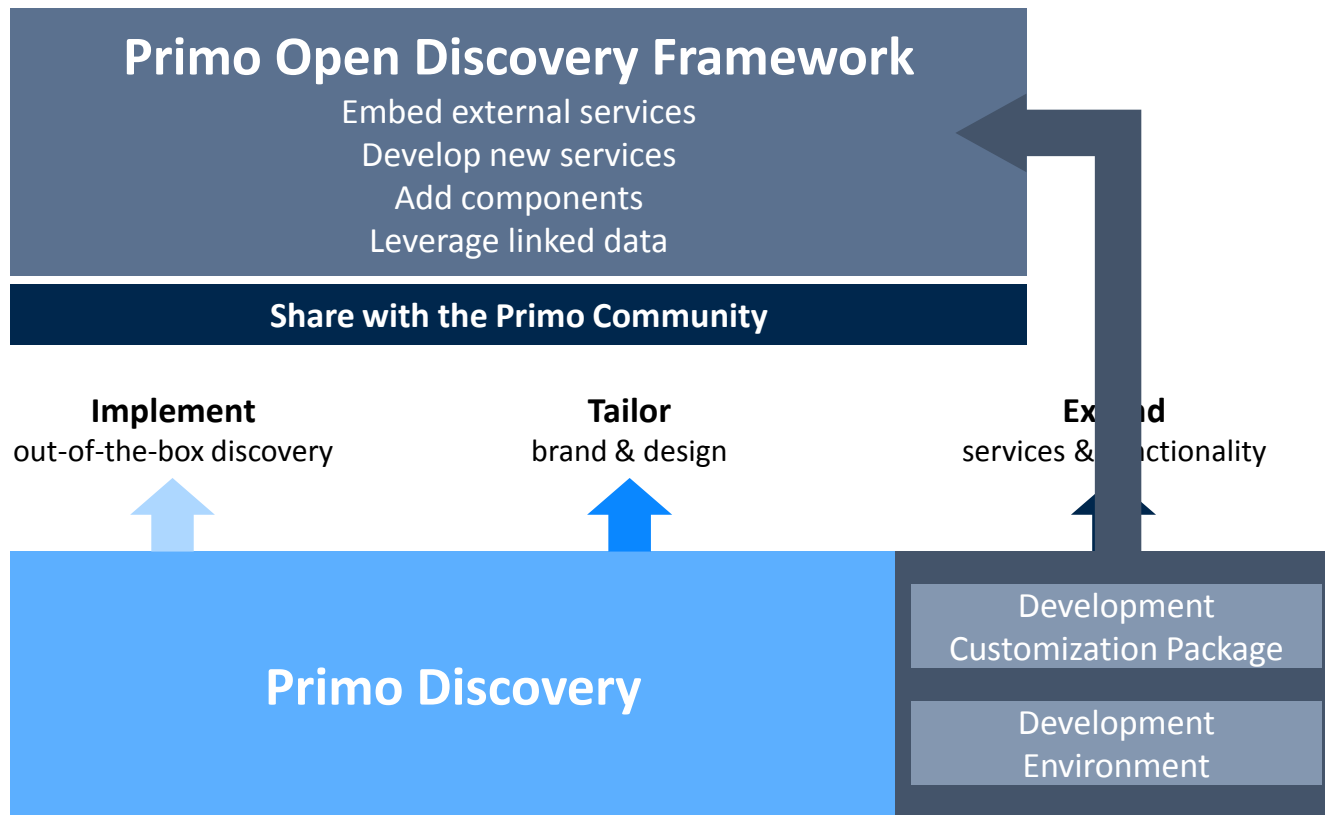 Primo Open Discovery Framework
Embed external services
Develop new services
Add components
Leverage linked data
Share with the Primo Community
Implement
out-of-the-box discovery
Tailor
brand & design
services &
Primo Discovery
Development
Customization Package
Development
Environment